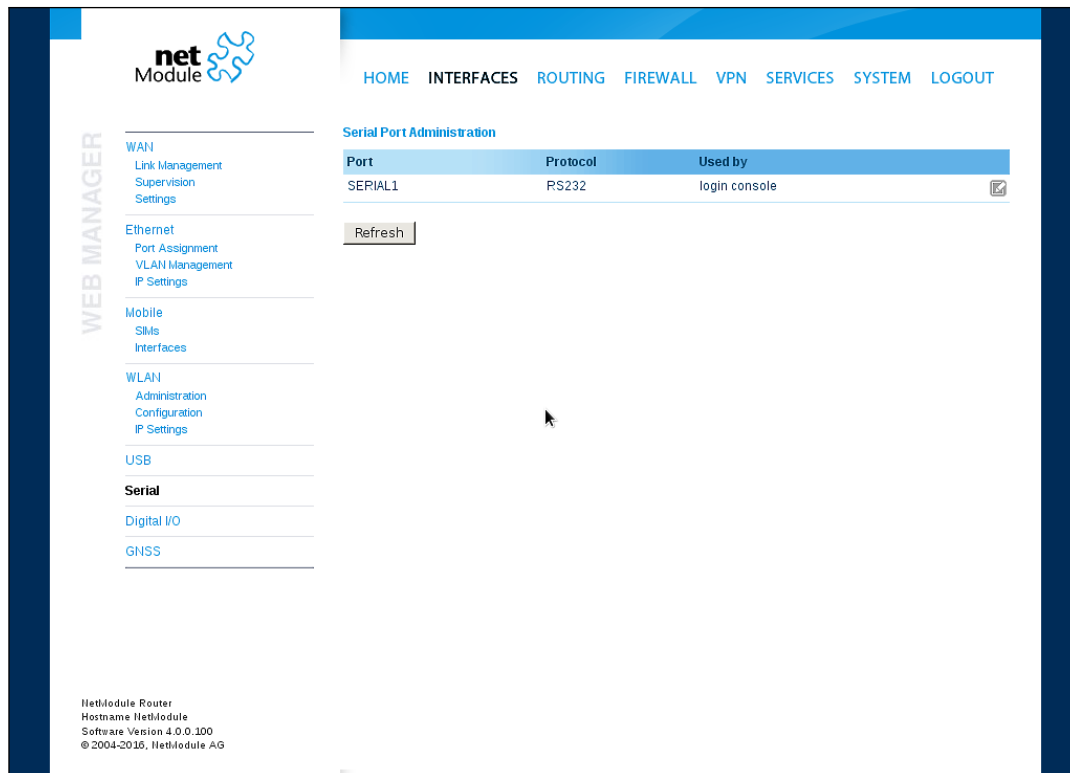 net
Module
HOME INTERFACES ROUTING FIREWALL VPN SERVICES SYSTEM LOGOUT
WEB MANAGER
WAN
Link Management
Supervision
Settings
Ethernet
Port Assignment
VLAN Management
IP Settings
Mobile
SIMs
Interfaces
WLAN
Administration
Configuration
IP Settings
USB
Serial
Digital I/O
GNSS
Serial Port Administration
Port Protocol Used by
SERIAL1 RS232 login console
Refresh
NetModule Router
Hostname NetModule
Software Version 4.0.0.100
© 2004-2016, NetModule AG